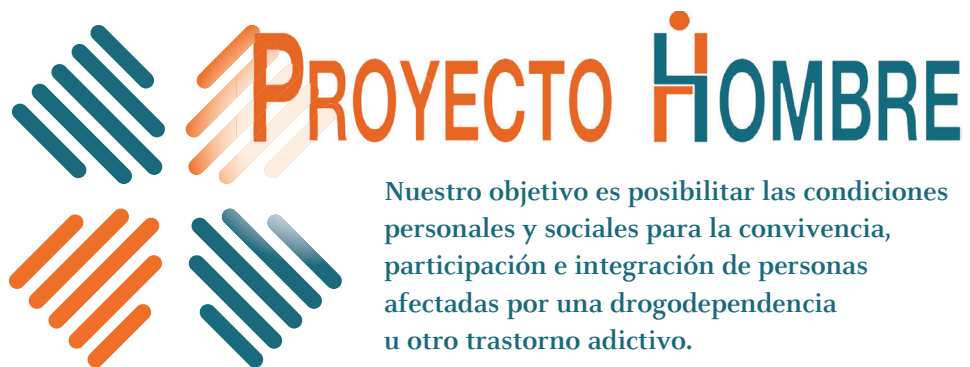 PROYECTO HOMBRE
Nuestro objetivo es posibilitar las condiciones
personales y sociales para la convivencia,
participación e integración de personas
afectadas por una drogodependencia
u otro trastorno adictivo.